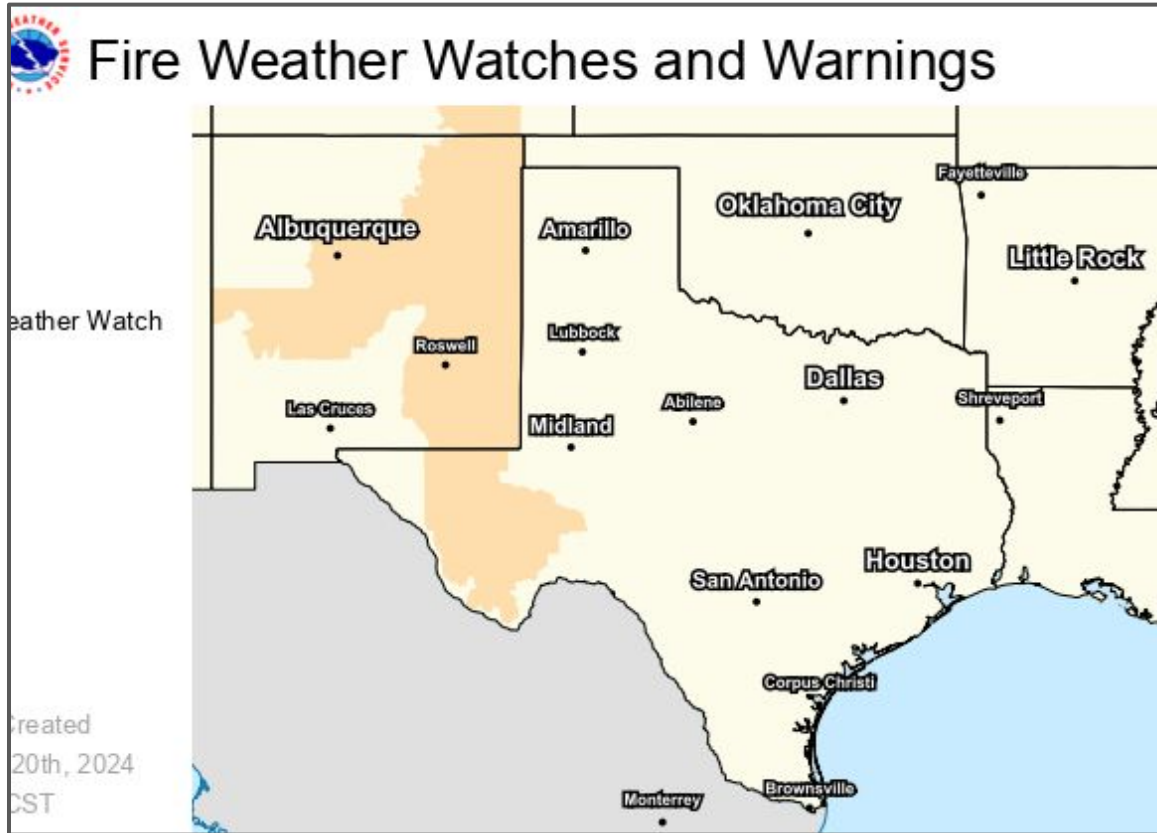 Fire Weather Watches and Warnings
Fayetteville
Oklahoma City
Albuquerque
Amarillo
Little Rock
eather Watch
Lubbock
Roswell
Dallas
Abilene
Shreveport
Las Cruces
Midland
Houston
San Antonio
Corpus Christi
Created
20th, 2024
CST
Brownsville
Monterrey